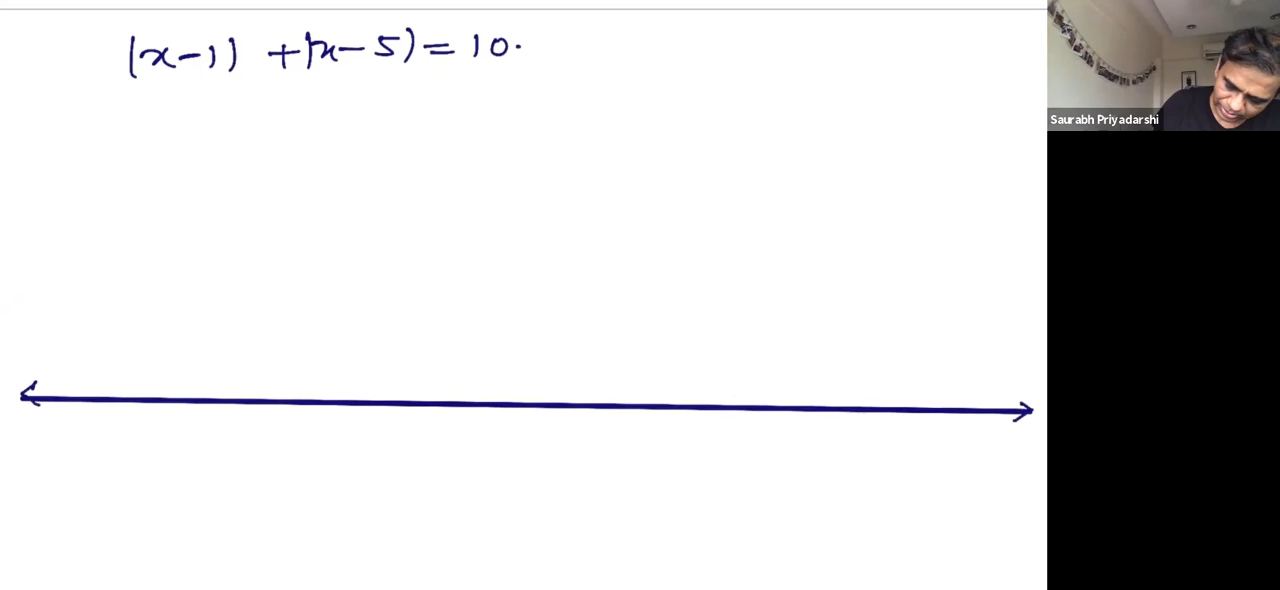 |x-1| + |x-5| = 10.
Saurabh Priyadarshi